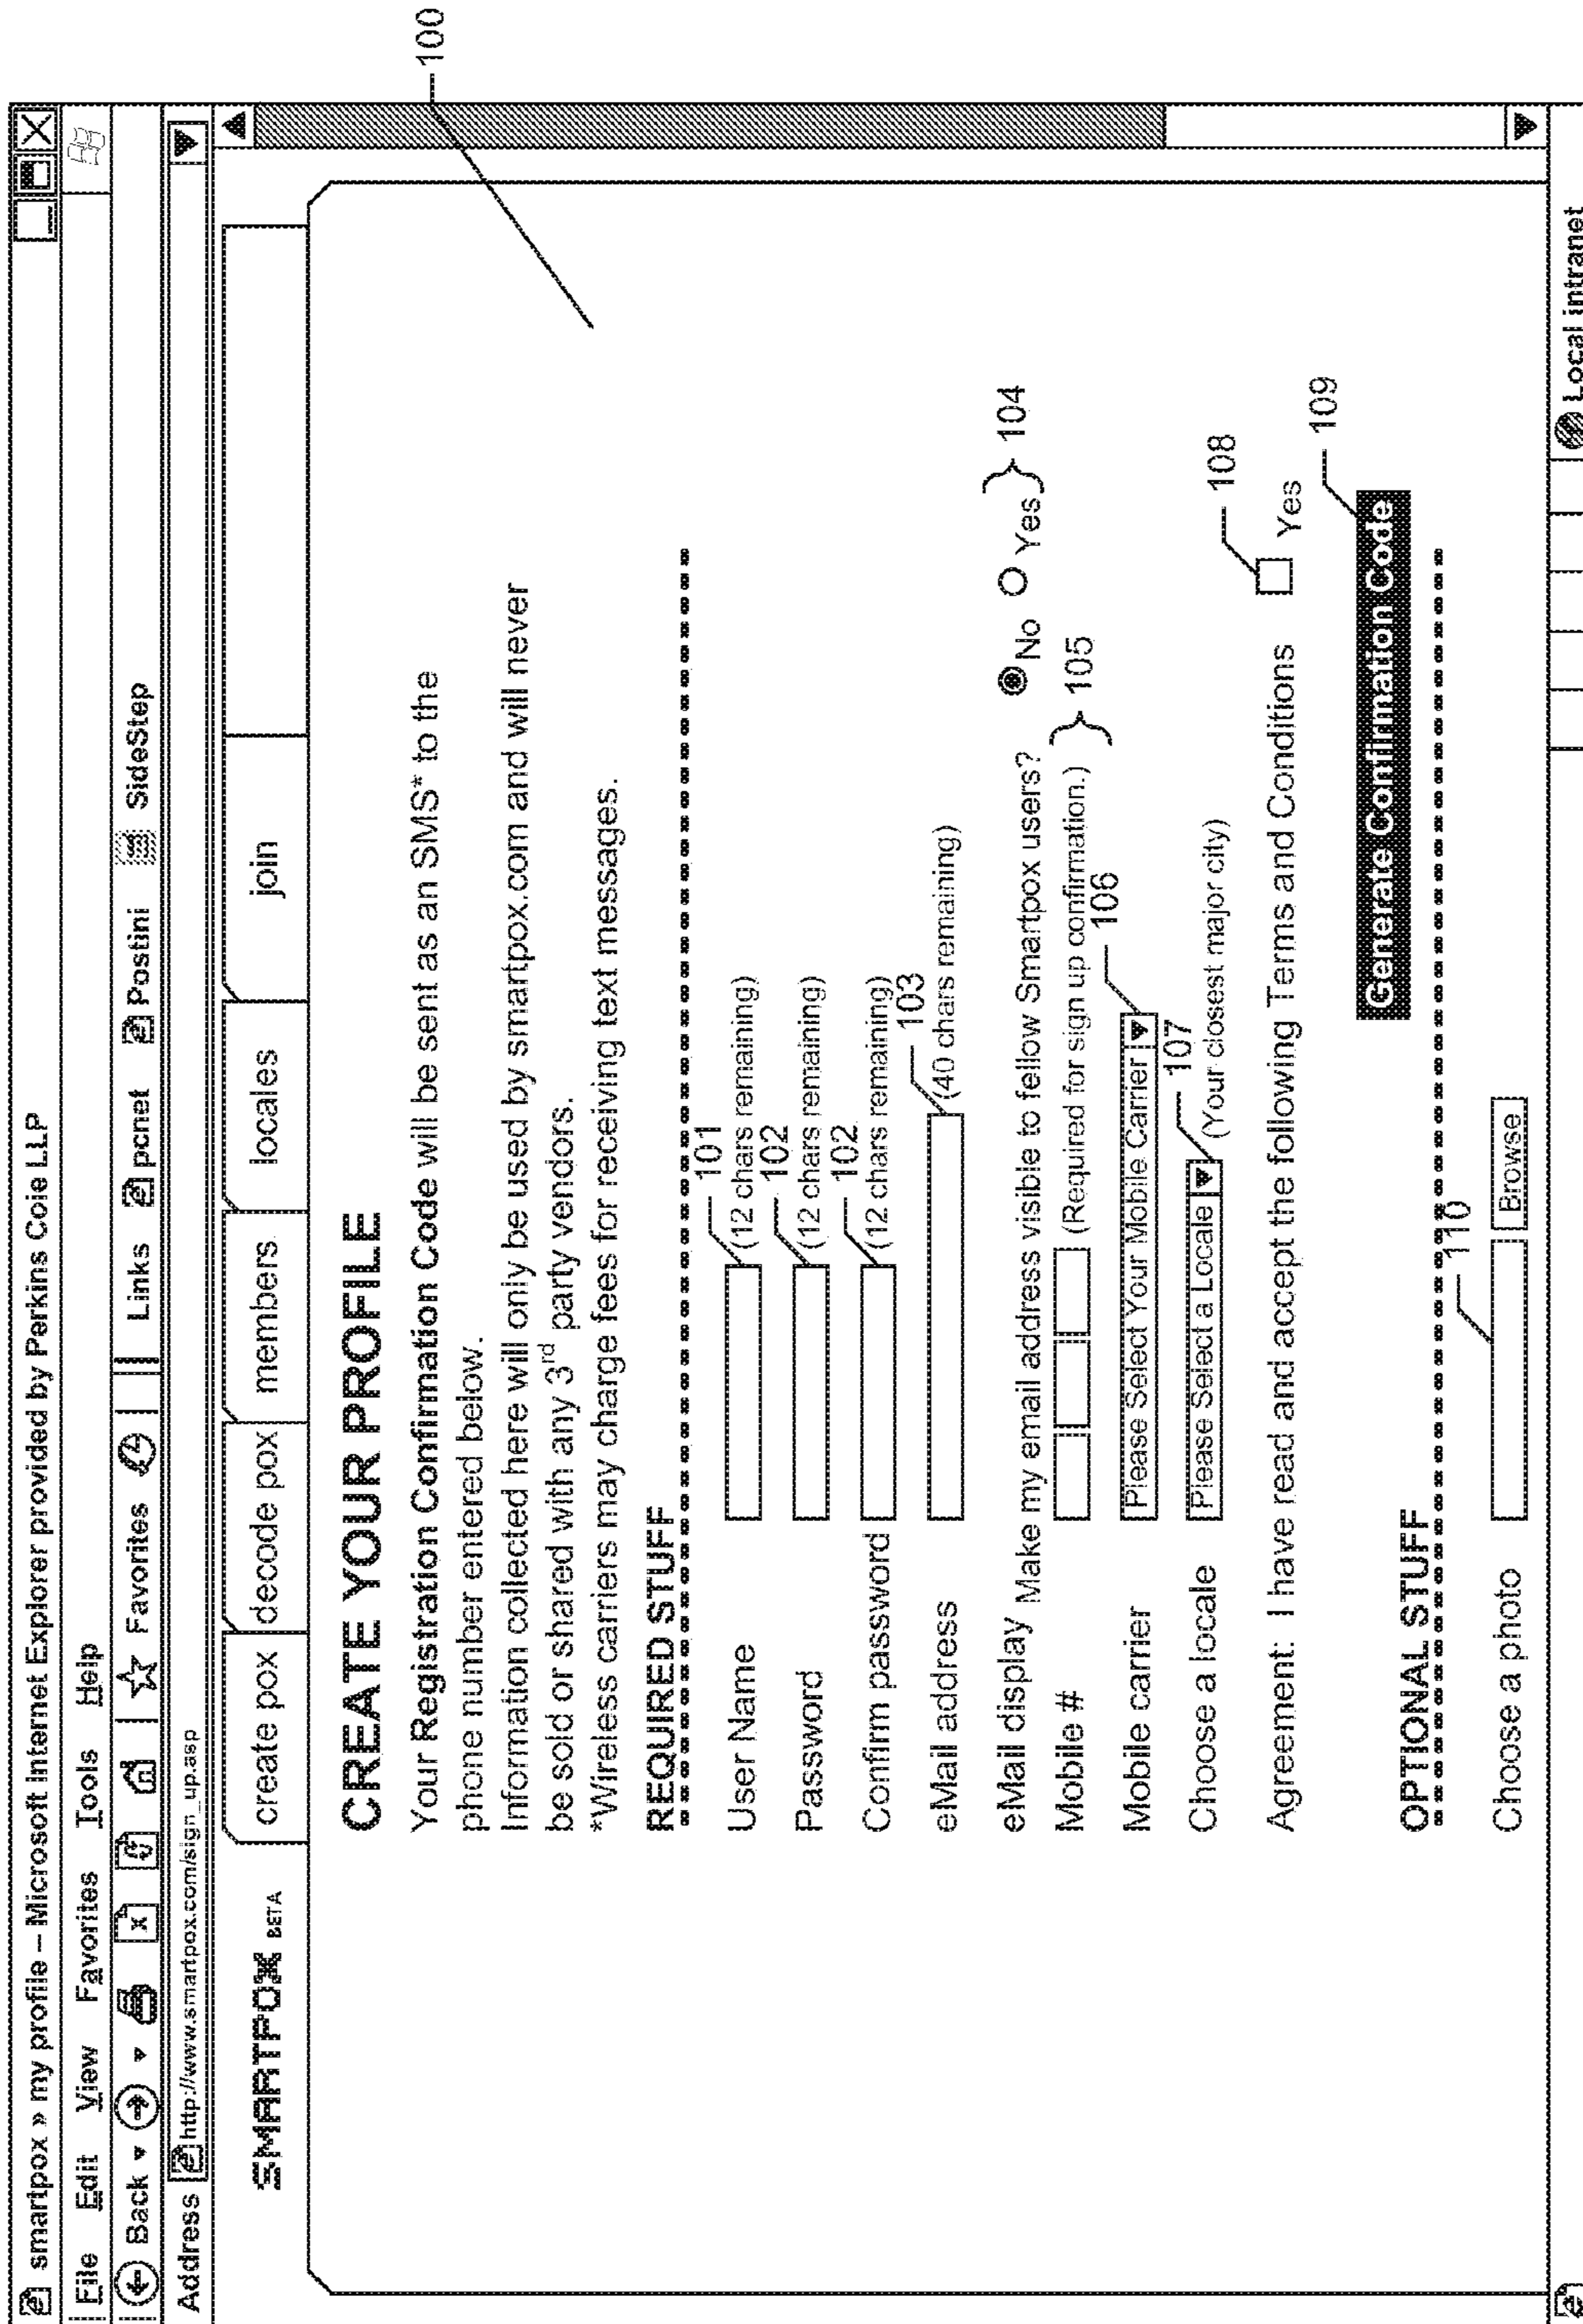 smartpox » my profile – Microsoft Internet Explorer provided by Perkins Coie LLP
File Edit View Favorites Tools Help
Back Favorites Links pcnet Postini SideStep
Address http://www.smartpox.com/sign_up.asp
SMARTPOX BETA create pox decode pox members locales join
100
CREATE YOUR PROFILE
Your Registration Confirmation Code will be sent as an SMS* to the
phone number entered below.
Information collected here will only be used by smartpox.com and will never
be sold or shared with any 3rd party vendors.
*Wireless carriers may charge fees for receiving text messages.
REQUIRED STUFF
101
User Name (12 chars remaining)
102
Password (12 chars remaining)
102
Confirm password (12 chars remaining)
103
eMail address (40 chars remaining)
eMail display Make my email address visible to fellow Smartpox users? No Yes 104
Mobile # (Required for sign up confirmation.) 105
106
Mobile carrier Please Select Your Mobile Carrier
107
Choose a locale Please Select a Locale (Your closest major city)
108
Agreement: I have read and accept the following Terms and Conditions Yes
109
Generate Confirmation Code
OPTIONAL STUFF
110
Choose a photo Browse
Local intranet